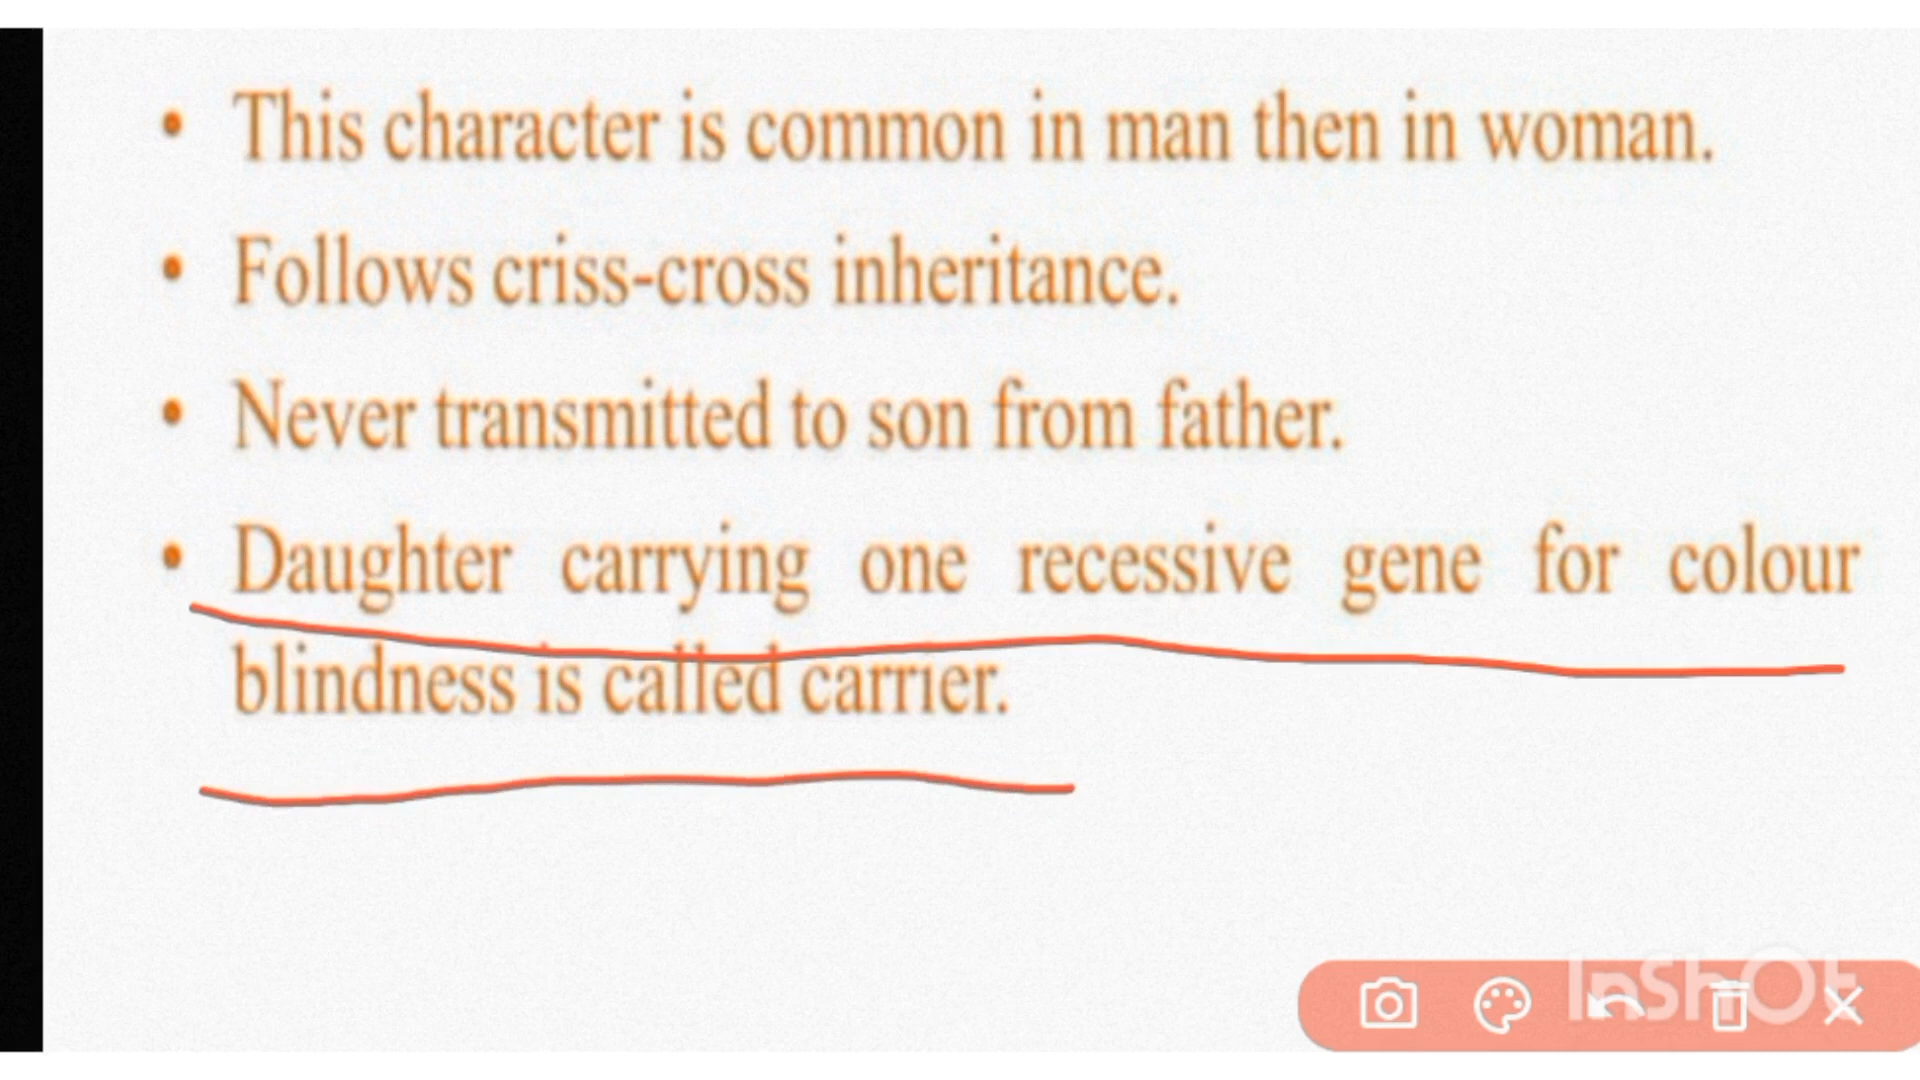 • This character is common in man then in woman.
• Follows criss-cross inheritance.
• Never transmitted to son from father.
• Daughter carrying one recessive gene for colour
blindness is called carrier.
InShOt